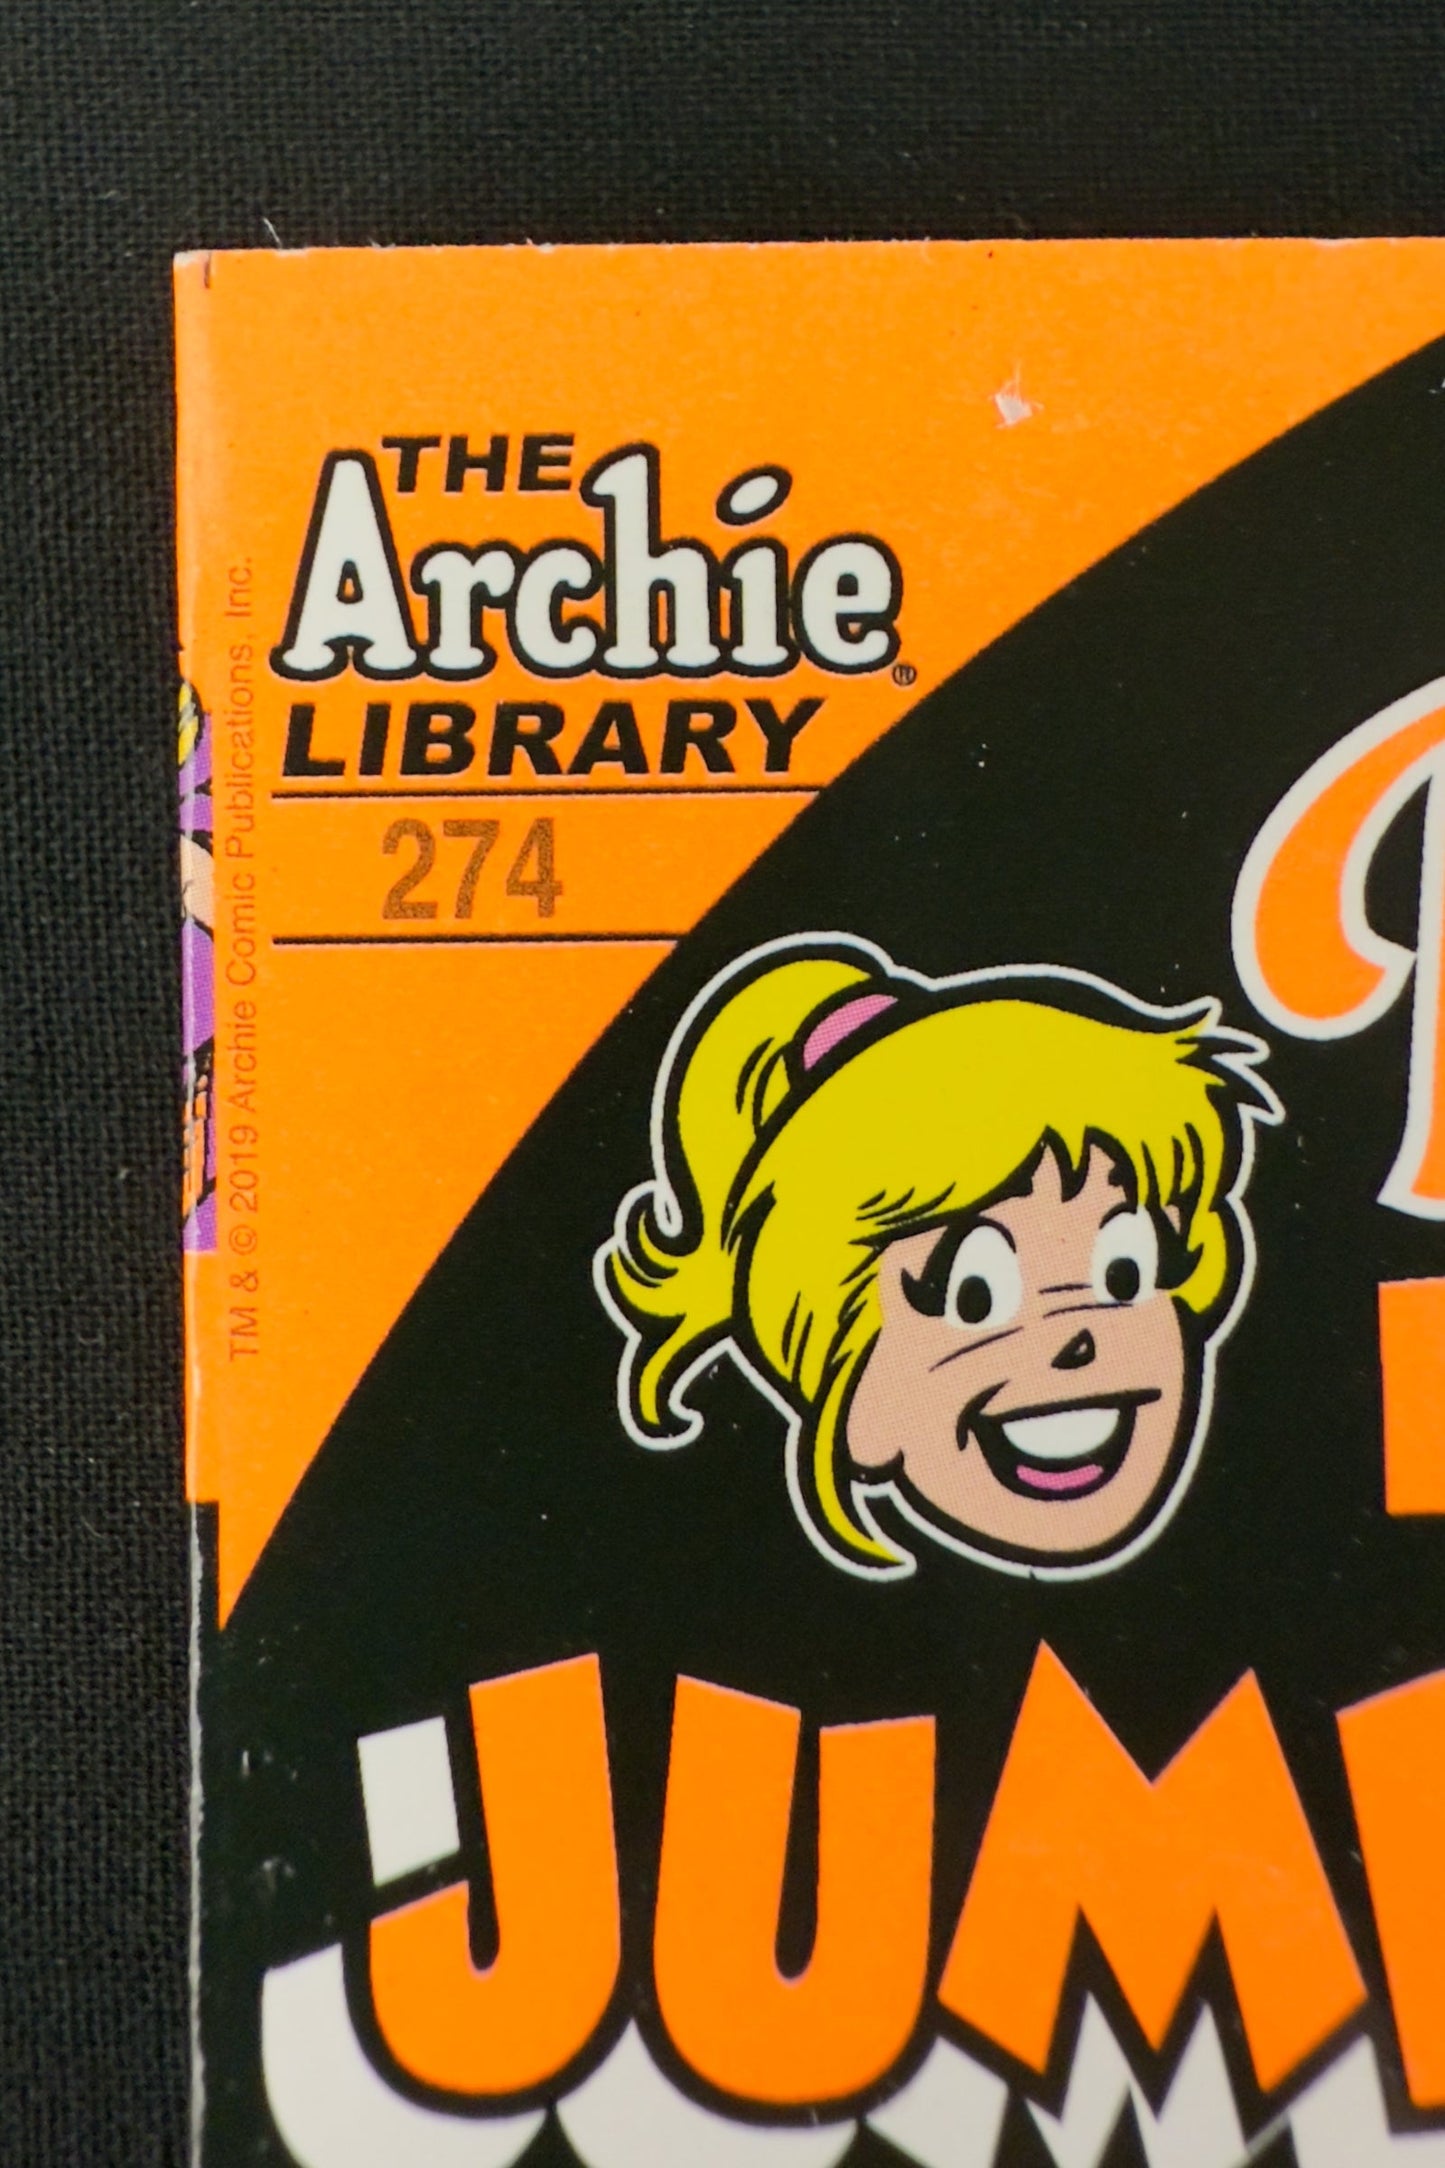 THE
Archie®
LIBRARY
274
TM & © 2019 Archie Comic Publications, Inc.